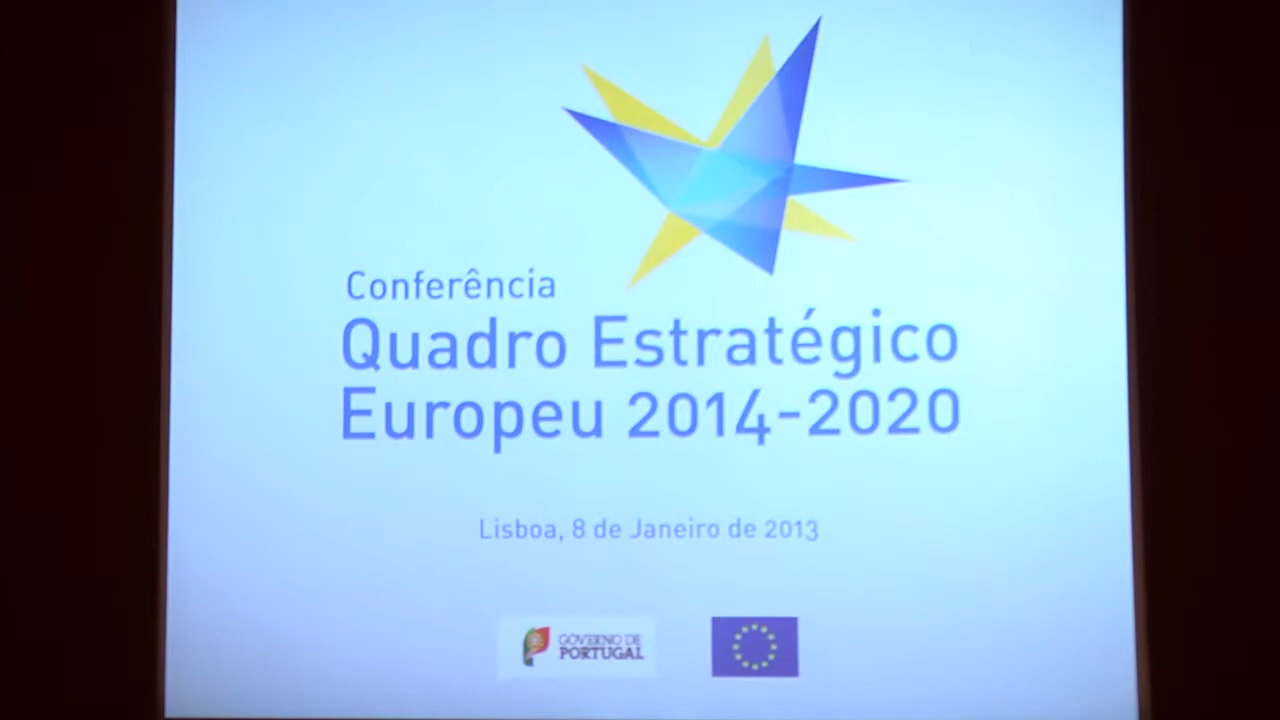 Conferência
Quadro Estratégico
Europeu 2014-2020
Lisboa, 8 de Janeiro de 2013
GOVERNO DE
PORTUGAL